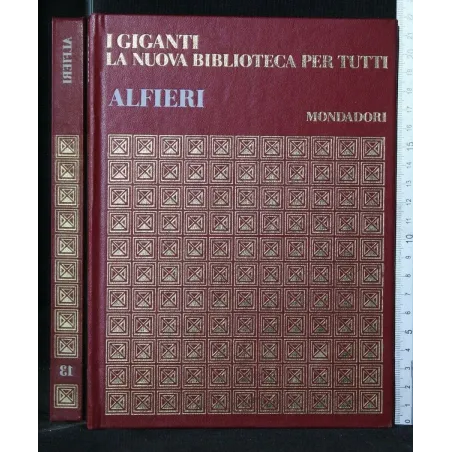 I GIGANTI
LA NUOVA BIBLIOTECA PER TUTTI
ALFIERI
MONDADORI
ALFIERI
13